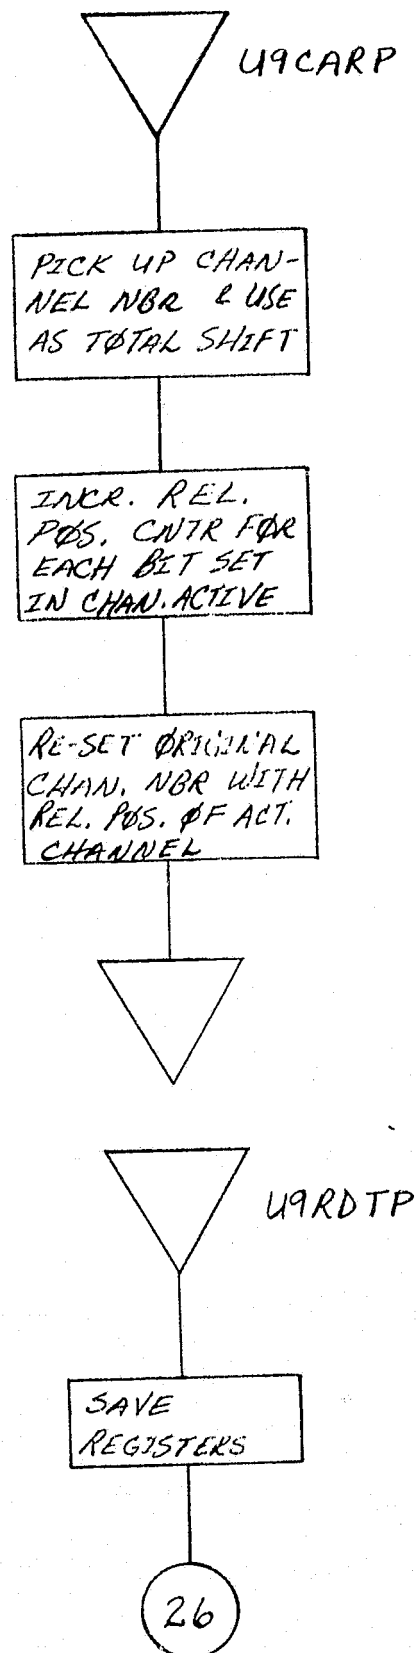 U9CARP
PICK UP CHAN-
NEL NBR & USE
AS TØTAL SHIFT
INCR. REL.
PØS. CNTR FØR
EACH BIT SET
IN CHAN. ACTIVE
RE-SET ØRIGINAL
CHAN. NBR WITH
REL. PØS. ØF ACT.
CHANNEL
U9RDTP
SAVE
REGISTERS
26